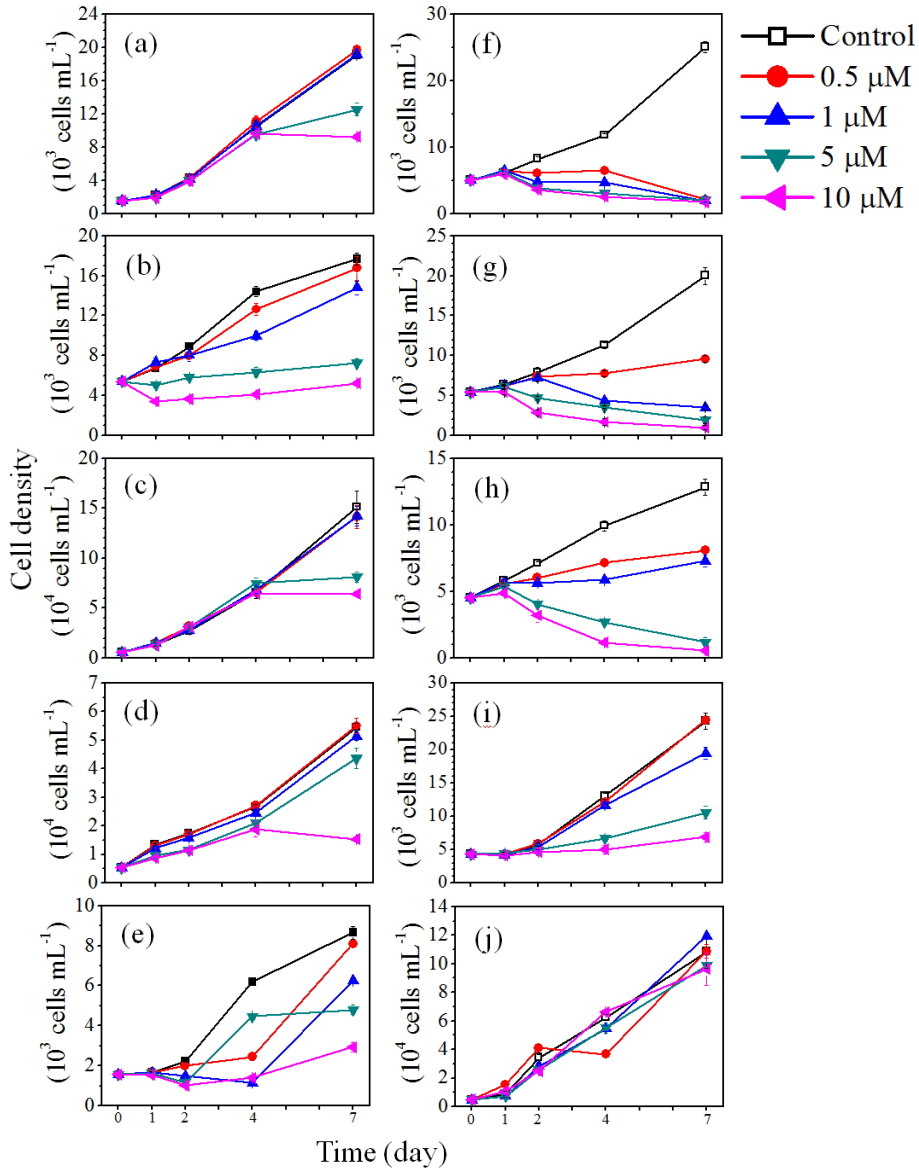 (a)
20
16
12
8
4
0
(10³ cells mL⁻¹)
(f)
30
20
10
0
(10³ cells mL⁻¹)
Control
0.5 μM
1 μM
5 μM
10 μM
(b)
20
16
12
8
4
0
(10³ cells mL⁻¹)
(g)
25
20
15
10
5
0
(10³ cells mL⁻¹)
Cell density
(c)
20
15
10
5
0
(10⁴ cells mL⁻¹)
(h)
15
10
5
0
(10³ cells mL⁻¹)
(d)
7
6
5
4
3
2
1
0
(10⁴ cells mL⁻¹)
(i)
30
25
20
15
10
5
0
(10³ cells mL⁻¹)
(e)
10
8
6
4
2
0
(10³ cells mL⁻¹)
0 1 2 4 7
(j)
14
12
10
8
6
4
2
0
(10⁴ cells mL⁻¹)
0 1 2 4 7
Time (day)